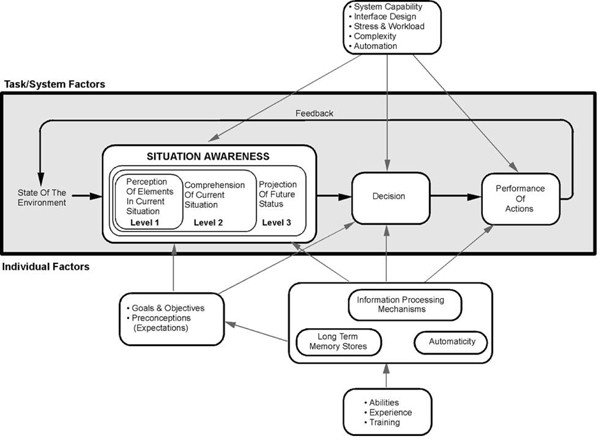 • System Capability
• Interface Design
• Stress & Workload
• Complexity
• Automation
Task/System Factors
Feedback
SITUATION AWARENESS
State Of The
Environment
Perception
Of Elements
In Current
Situation
Level 1
Comprehension
Of Current
Situation
Level 2
Projection
Of Future
Status
Level 3
Decision
Performance
Of
Actions
Individual Factors
• Goals & Objectives
• Preconceptions
(Expectations)
Information Processing
Mechanisms
Long Term
Memory Stores
Automaticity
• Abilities
• Experience
• Training